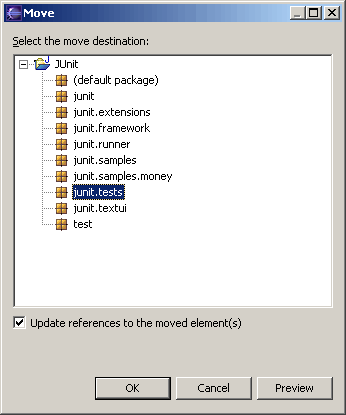 Move
Select the move destination:
JUnit
(default package)
junit
junit.extensions
junit.framework
junit.runner
junit.samples
junit.samples.money
junit.tests
junit.textui
test
Update references to the moved element(s)
OK Cancel Preview